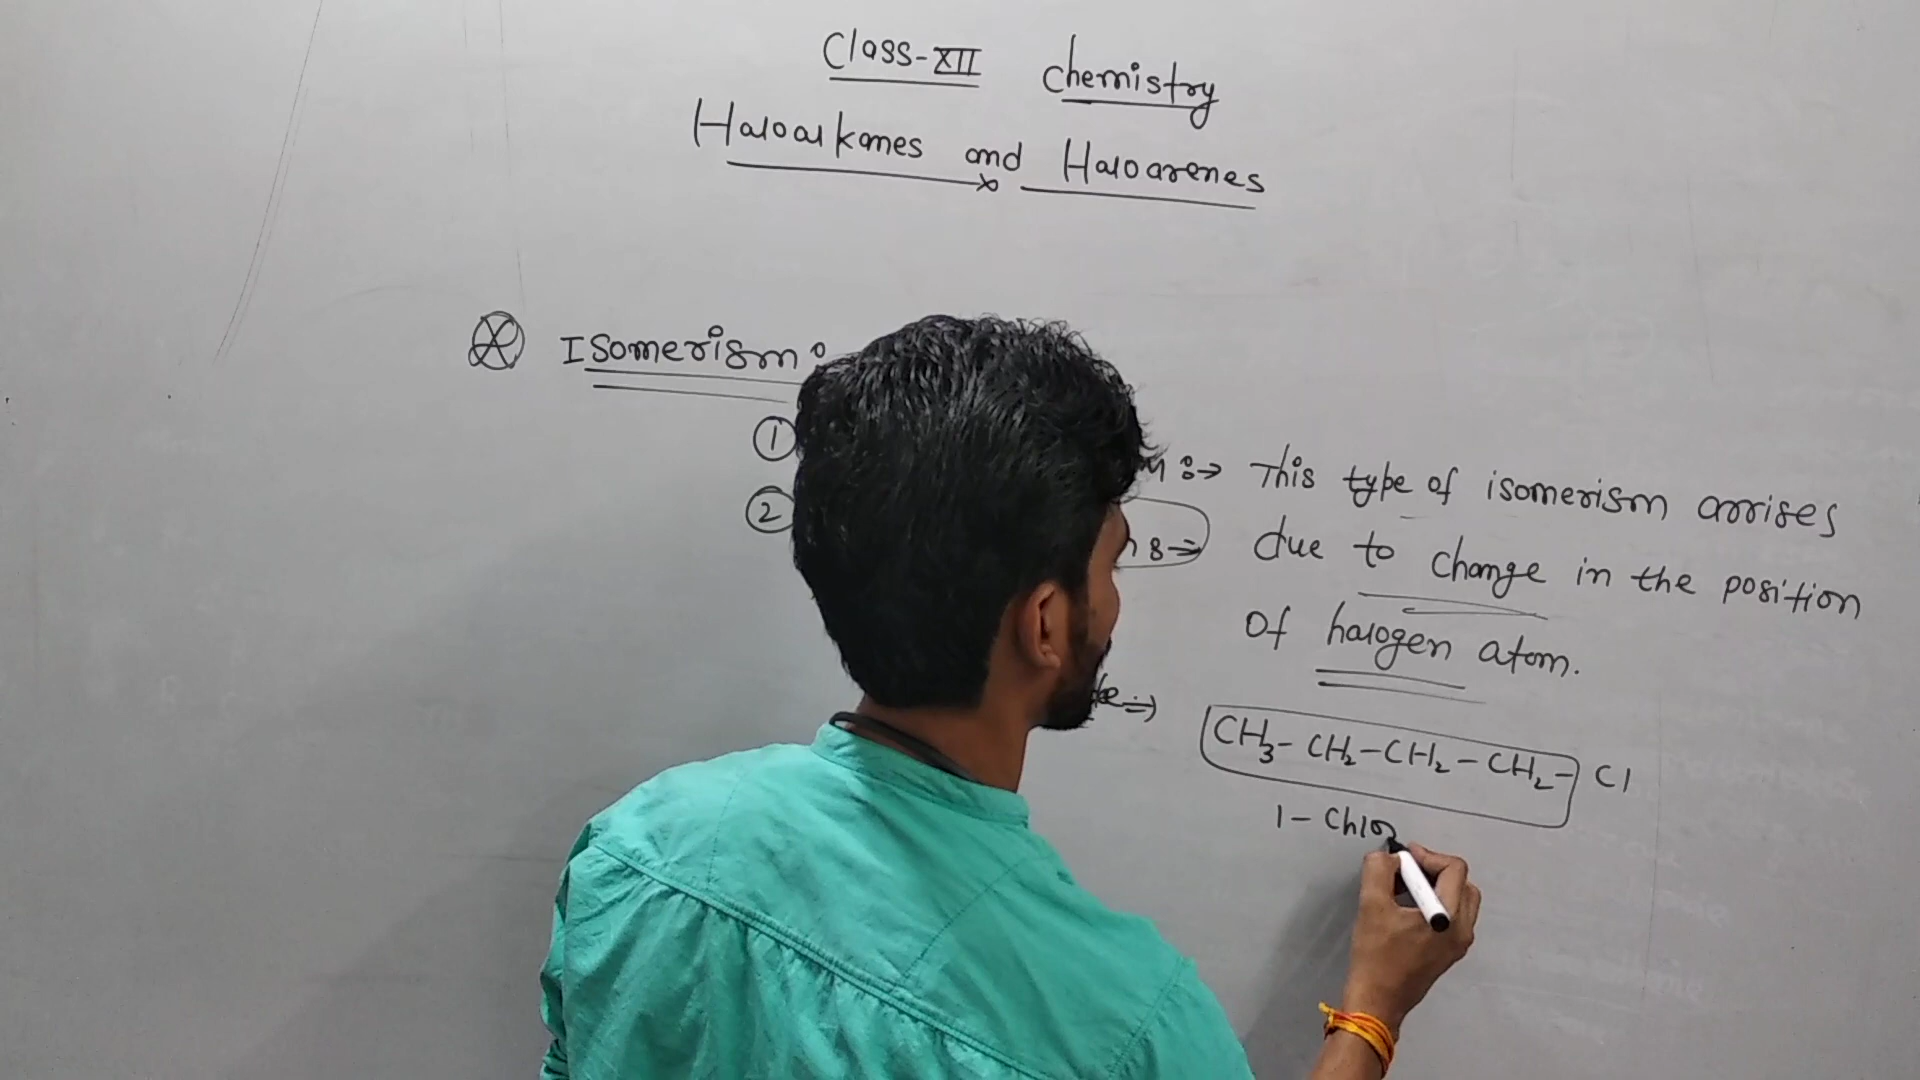 Class-XII Chemistry
Haloalkanes and Haloarenes
Isomerism
① :→ This type of isomerism arrises
② due to change in the position
of halogen atom.
CH₃-CH₂-CH₂-CH₂-Cl
1-Chlo